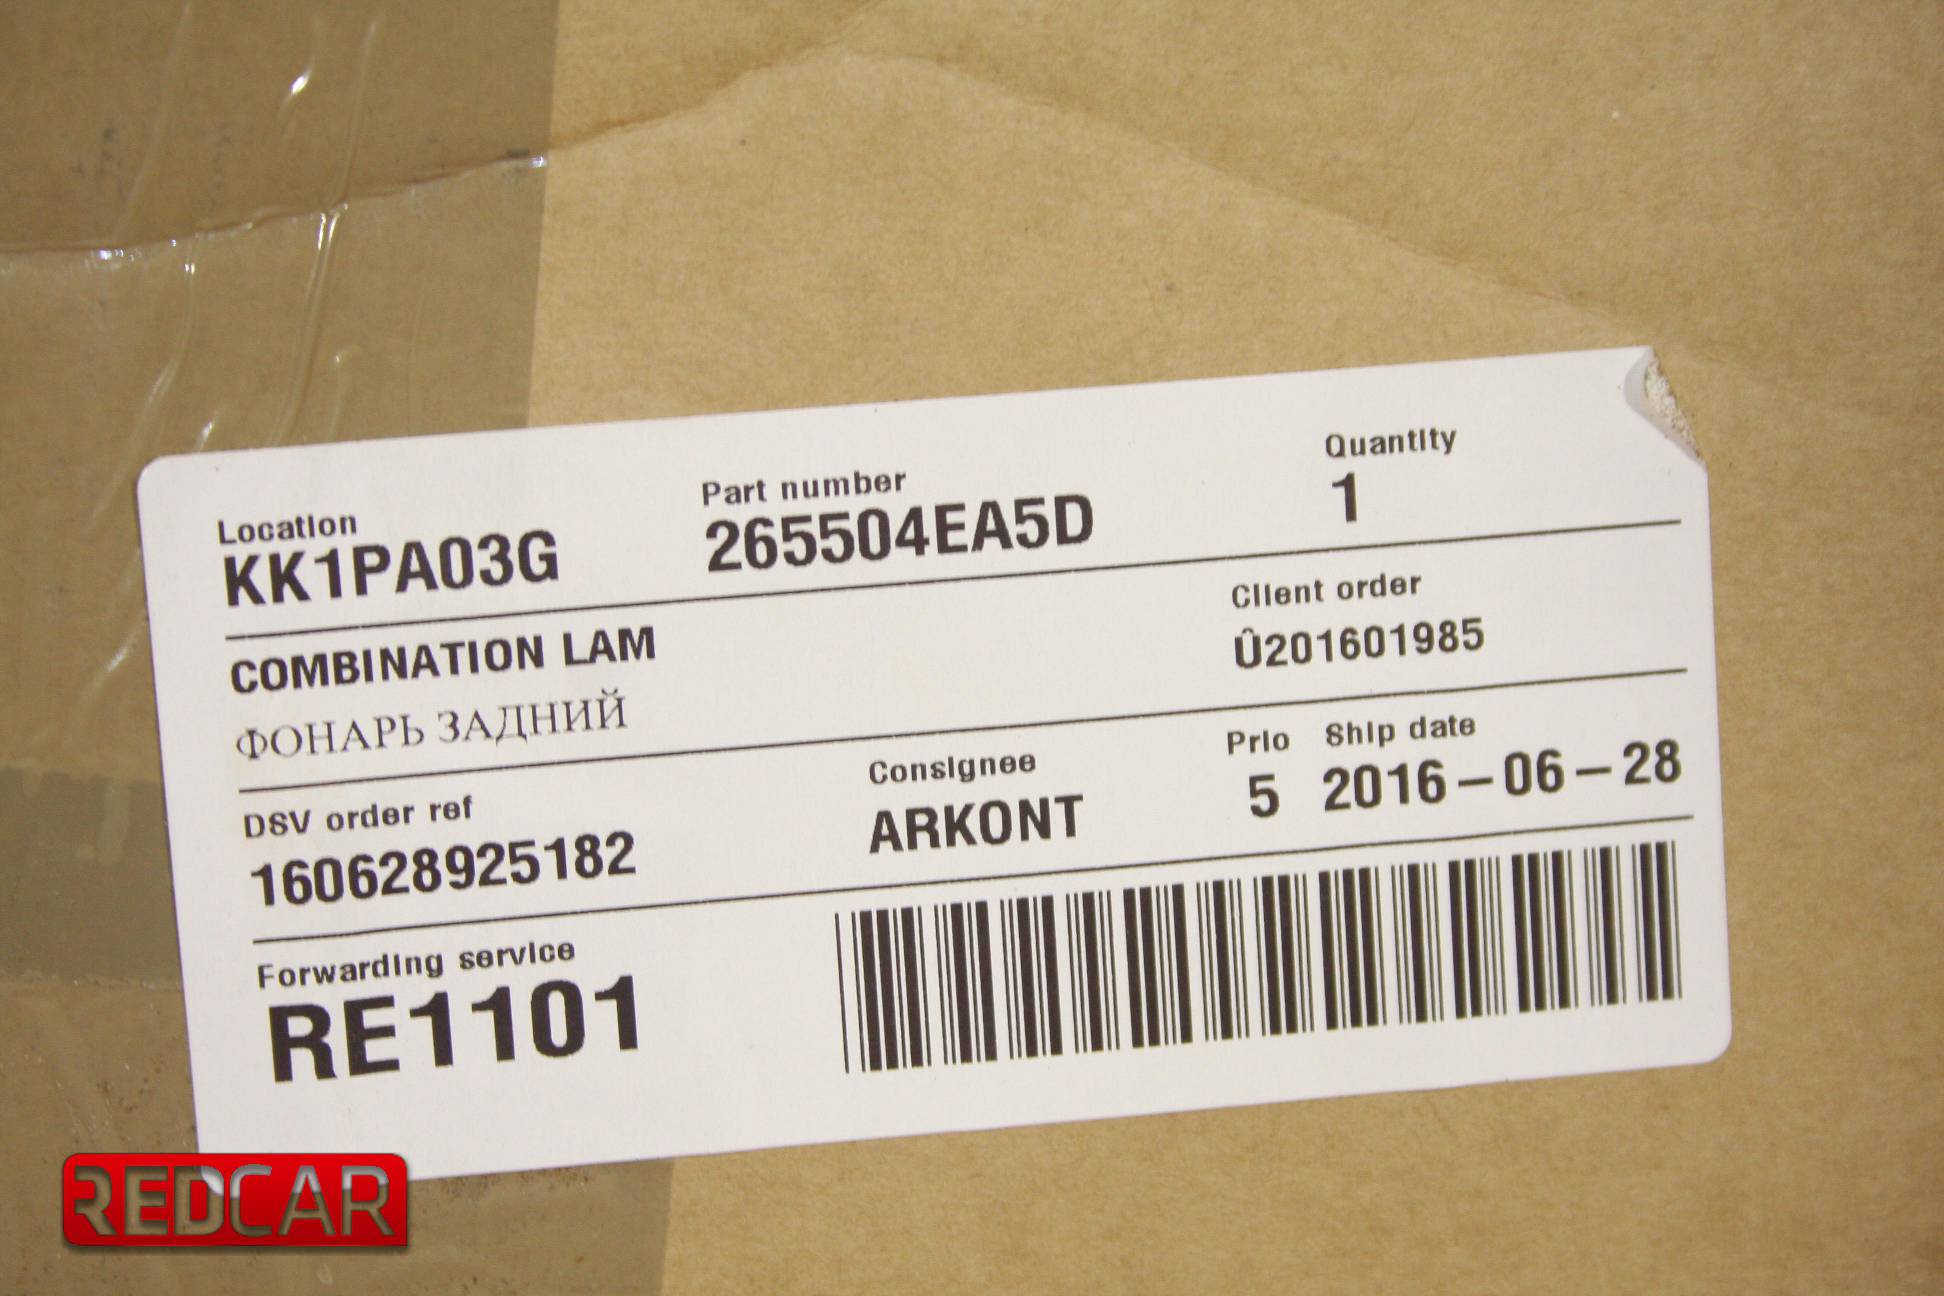 Location Part number Quantity
KK1PA03G 265504EA5D 1
COMBINATION LAM Client order
ФОНАРЬ ЗАДНИЙ Û201601985
DSV order ref Consignee Prio Ship date
160628925182 ARKONT 5 2016-06-28
Forwarding service
RE1101
REDCAR